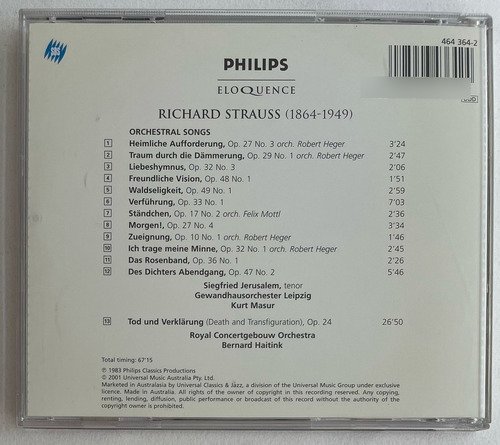 SBS
464 364-2
PHILIPS
ELOQUENCE
RICHARD STRAUSS (1864-1949)
ORCHESTRAL SONGS
1 Heimliche Aufforderung, Op. 27 No. 3 orch. Robert Heger 3'24
2 Traum durch die Dämmerung, Op. 29 No. 1 orch. Robert Heger 2'47
3 Liebeshymnus, Op. 32 No. 3 2'06
4 Freundliche Vision, Op. 48 No. 1 1'51
5 Waldseligkeit, Op. 49 No. 1 2'59
6 Verführung, Op. 33 No. 1 7'03
7 Ständchen, Op. 17 No. 2 orch. Felix Mottl 2'36
8 Morgen!, Op. 27 No. 4 3'34
9 Zueignung, Op. 10 No. 1 orch. Robert Heger 1'46
10 Ich trage meine Minne, Op. 32 No. 1 orch. Robert Heger 2'45
11 Das Rosenband, Op. 36 No. 1 2'26
12 Des Dichters Abendgang, Op. 47 No. 2 5'46
Siegfried Jerusalem, tenor
Gewandhausorchester Leipzig
Kurt Masur
13 Tod und Verklärung (Death and Transfiguration), Op. 24 26'50
Royal Concertgebouw Orchestra
Bernard Haitink
Total timing: 67'15
℗ 1983 Philips Classics Productions
© 2001 Universal Music Australia Pty. Ltd.
Marketed in Australasia by Universal Classics & Jazz, a division of the Universal Music Group under exclusive
licence. Made in Australia. All rights of the owner of copyright in this recording reserved. Any copying,
renting, lending, diffusion, public performance or broadcast of this record without the authority of the
copyright owner is prohibited.